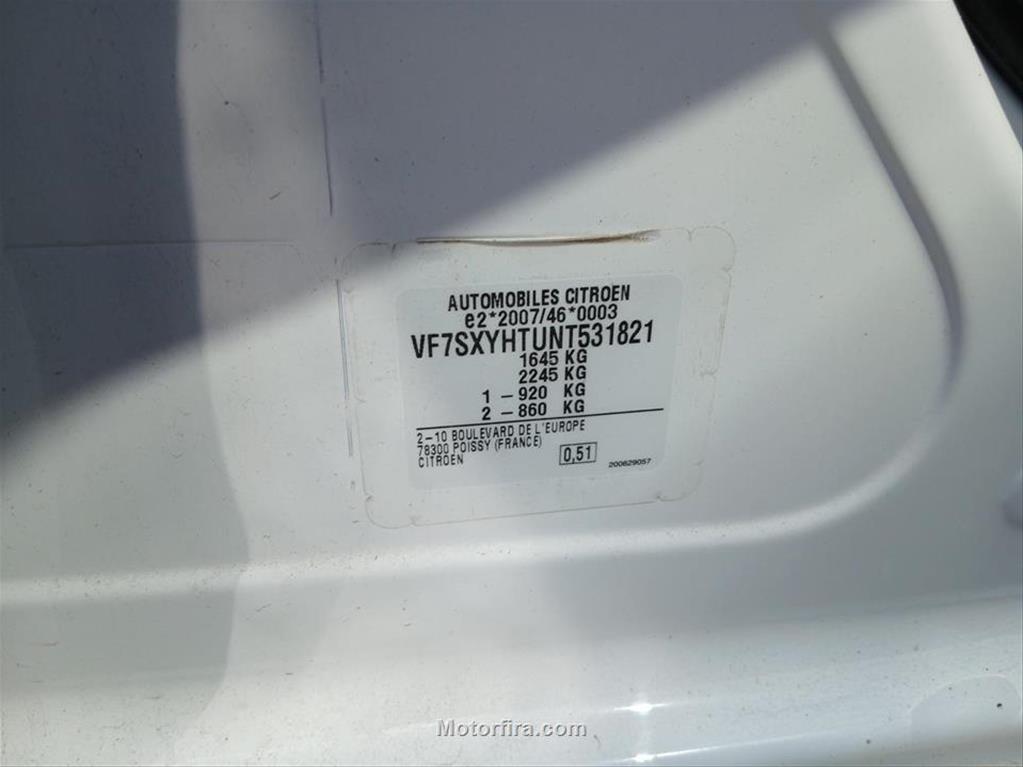 AUTOMOBILES CITROEN
e2*2007/46*0003
VF7SXYHTUNT531821
1645 KG
2245 KG
1 – 920 KG
2 – 860 KG
2–10 BOULEVARD DE L'EUROPE
78300 POISSY (FRANCE)
CITROEN
0,51
200629057
Motorfira.com